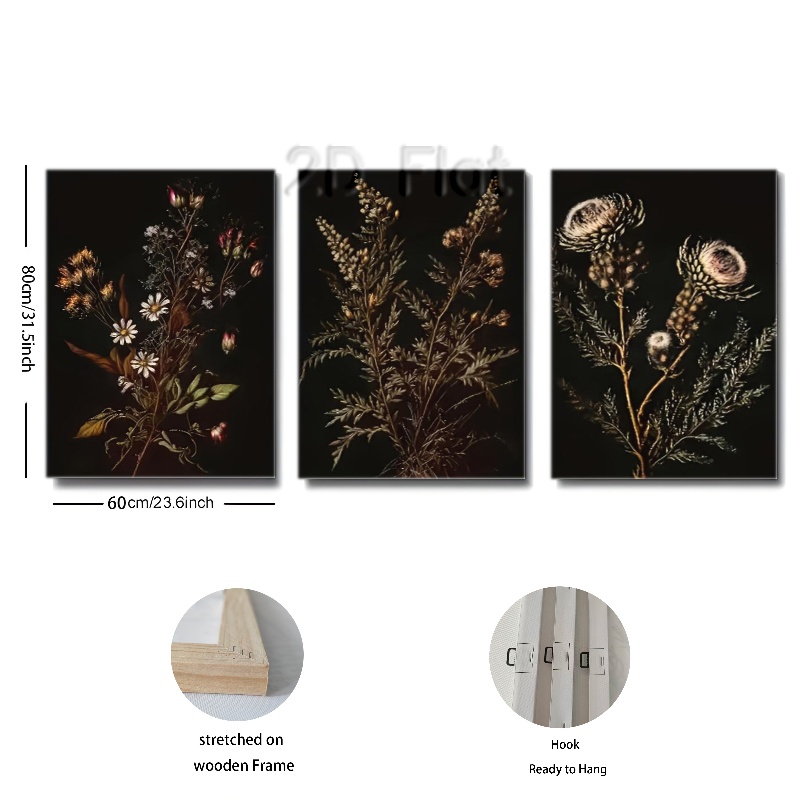 2D Flat
80cm/31.5inch
60cm/23.6inch
stretched on
wooden Frame
Hook
Ready to Hang